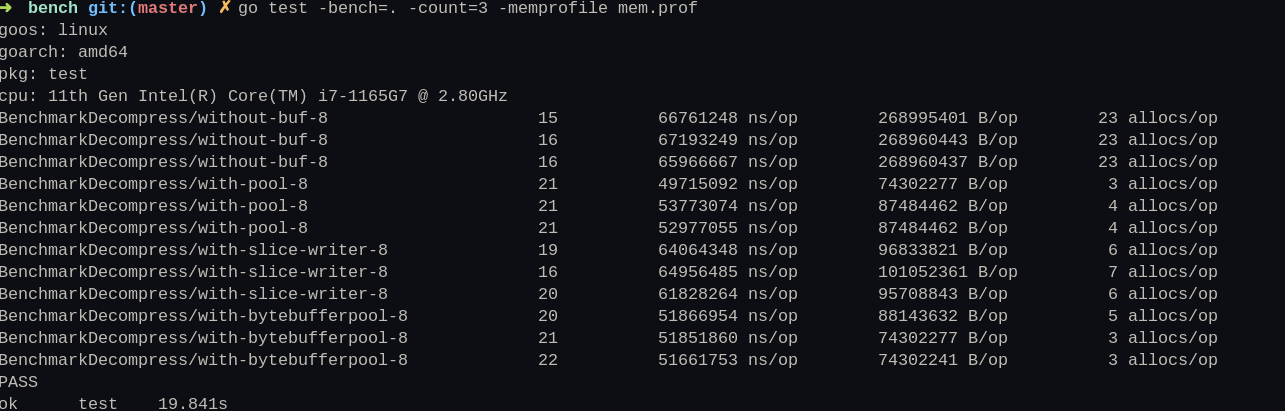 ➜ bench git:(master) ✗ go test -bench=. -count=3 -memprofile mem.prof
goos: linux
goarch: amd64
pkg: test
cpu: 11th Gen Intel(R) Core(TM) i7-1165G7 @ 2.80GHz
BenchmarkDecompress/without-buf-8 15 66761248 ns/op 268995401 B/op 23 allocs/op
BenchmarkDecompress/without-buf-8 16 67193249 ns/op 268960443 B/op 23 allocs/op
BenchmarkDecompress/without-buf-8 16 65966667 ns/op 268960437 B/op 23 allocs/op
BenchmarkDecompress/with-pool-8 21 49715092 ns/op 74302277 B/op 3 allocs/op
BenchmarkDecompress/with-pool-8 21 53773074 ns/op 87484462 B/op 4 allocs/op
BenchmarkDecompress/with-pool-8 21 52977055 ns/op 87484462 B/op 4 allocs/op
BenchmarkDecompress/with-slice-writer-8 19 64064348 ns/op 96833821 B/op 6 allocs/op
BenchmarkDecompress/with-slice-writer-8 16 64956485 ns/op 101052361 B/op 7 allocs/op
BenchmarkDecompress/with-slice-writer-8 20 61828264 ns/op 95708843 B/op 6 allocs/op
BenchmarkDecompress/with-bytebufferpool-8 20 51866954 ns/op 88143632 B/op 5 allocs/op
BenchmarkDecompress/with-bytebufferpool-8 21 51851860 ns/op 74302277 B/op 3 allocs/op
BenchmarkDecompress/with-bytebufferpool-8 22 51661753 ns/op 74302241 B/op 3 allocs/op
PASS
ok test 19.841s